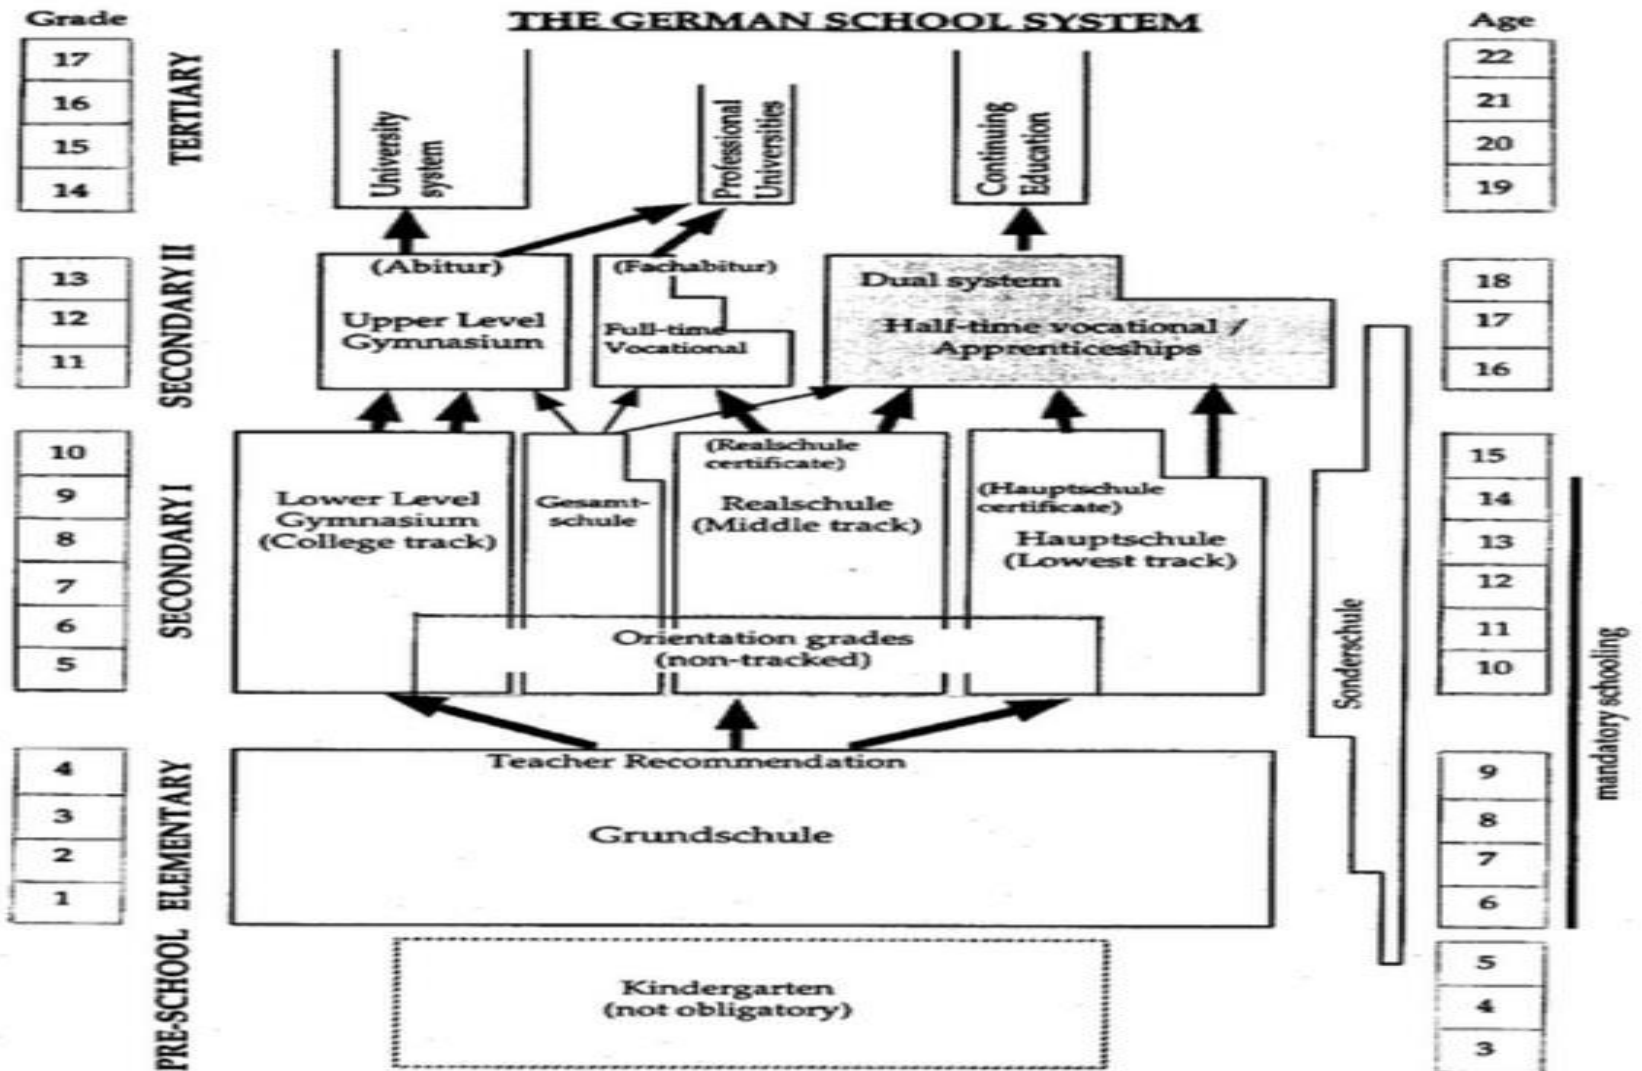 Grade
THE GERMAN SCHOOL SYSTEM
Age
17
16
15
14
TERTIARY
University
system
Professional
Universities
Continuing
Education
22
21
20
19
13
12
11
SECONDARY II
(Abitur)
Upper Level
Gymnasium
(Fachabitur)
Full-time
Vocational
Dual system
Half-time vocational /
Apprenticeships
18
17
16
10
9
8
7
6
5
SECONDARY I
Lower Level
Gymnasium
(College track)
Gesamt-
schule
(Realschule
certificate)
Realschule
(Middle track)
(Hauptschule
certificate)
Hauptschule
(Lowest track)
Orientation grades
(non-tracked)
Sonderschule
15
14
13
12
11
10
mandatory schooling
4
3
2
1
ELEMENTARY
Teacher Recommendation
Grundschule
9
8
7
6
PRE-SCHOOL
Kindergarten
(not obligatory)
5
4
3